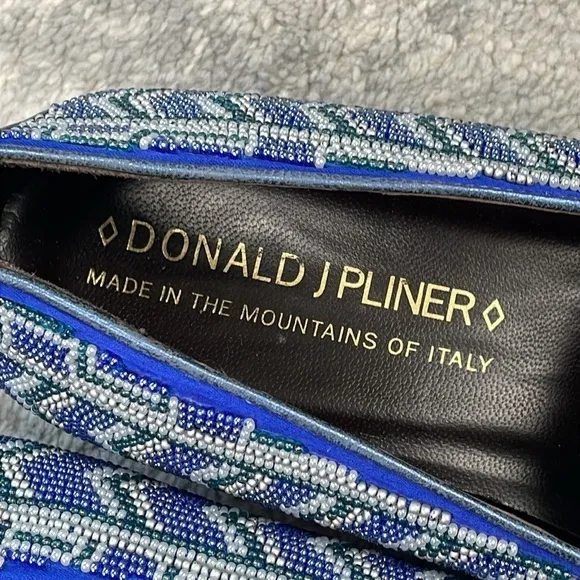 ◇DONALD J PLINER◇
MADE IN THE MOUNTAINS OF ITALY